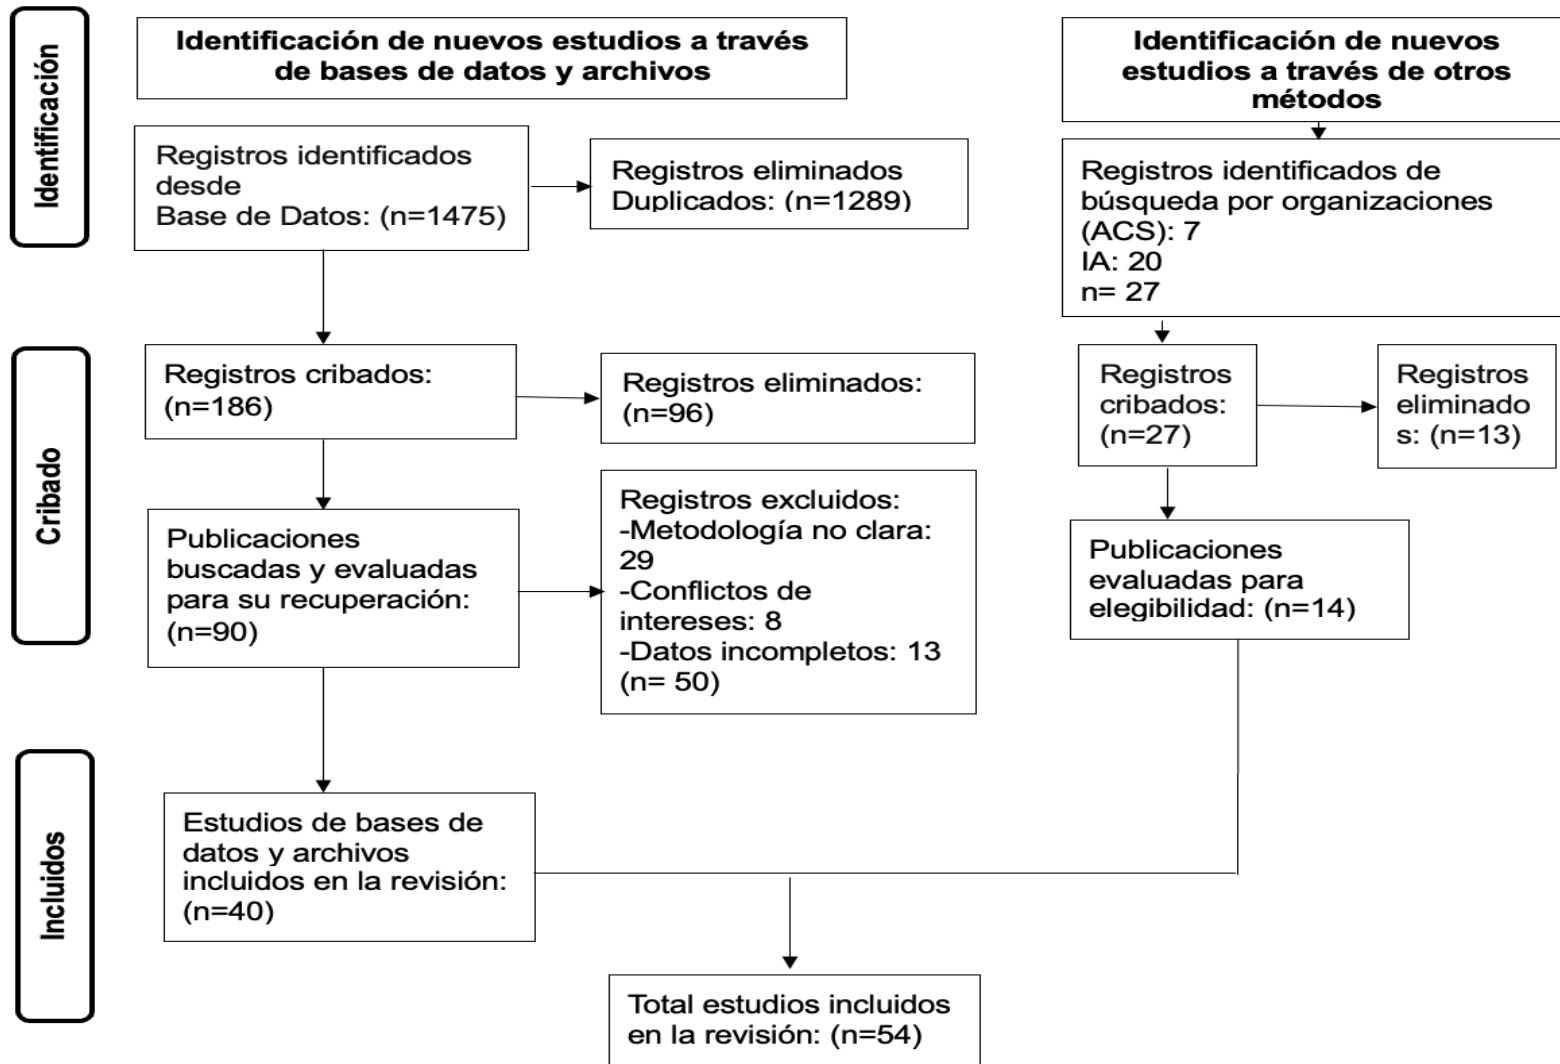 Identificación
Identificación de nuevos estudios a través
de bases de datos y archivos
Identificación de nuevos
estudios a través de otros
métodos
Registros identificados
desde
Base de Datos: (n=1475)
Registros eliminados
Duplicados: (n=1289)
Registros identificados de
búsqueda por organizaciones
(ACS): 7
IA: 20
n= 27
Cribado
Registros cribados:
(n=186)
Registros eliminados:
(n=96)
Registros
cribados:
(n=27)
Registros
eliminado
s: (n=13)
Publicaciones
buscadas y evaluadas
para su recuperación:
(n=90)
Registros excluidos:
-Metodología no clara:
29
-Conflictos de
intereses: 8
-Datos incompletos: 13
(n= 50)
Publicaciones
evaluadas para
elegibilidad: (n=14)
Incluidos
Estudios de bases de
datos y archivos
incluidos en la revisión:
(n=40)
Total estudios incluidos
en la revisión: (n=54)